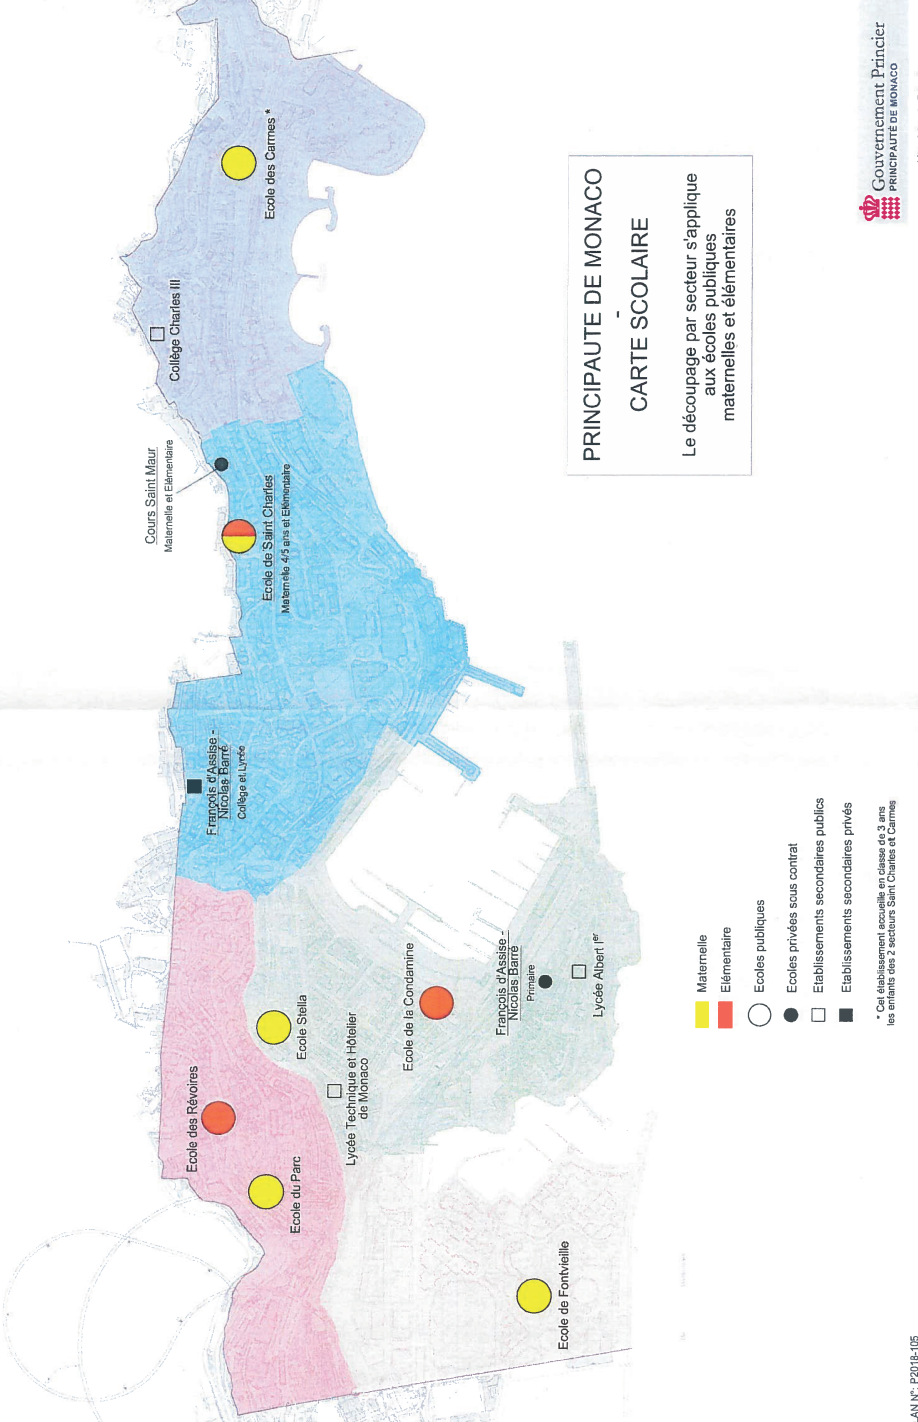 Ecole des Carmes *
Collège Charles III
Cours Saint Maur
Maternelle et Elémentaire
Ecole de Saint Charles
Maternelle 4/5 ans et Elémentaire
François d'Assise -
Nicolas Barré
Collège et Lycée
Ecole Stella
Ecole des Révoires
Ecole du Parc
Lycée Technique et Hôtelier
de Monaco
Ecole de la Condamine
François d'Assise -
Nicolas Barré
Primaire
Lycée Albert Iᵉʳ
Ecole de Fontvieille
PRINCIPAUTE DE MONACO
-
CARTE SCOLAIRE
Le découpage par secteur s'applique
aux écoles publiques
maternelles et élémentaires
Maternelle
Elémentaire
Ecoles publiques
Ecoles privées sous contrat
Etablissements secondaires publics
Etablissements secondaires privés
* Cet établissement accueille en classe de 3 ans
les enfants des 2 secteurs Saint Charles et Carmes
Gouvernement Princier
PRINCIPAUTÉ DE MONACO
LAN N°: P2018-105